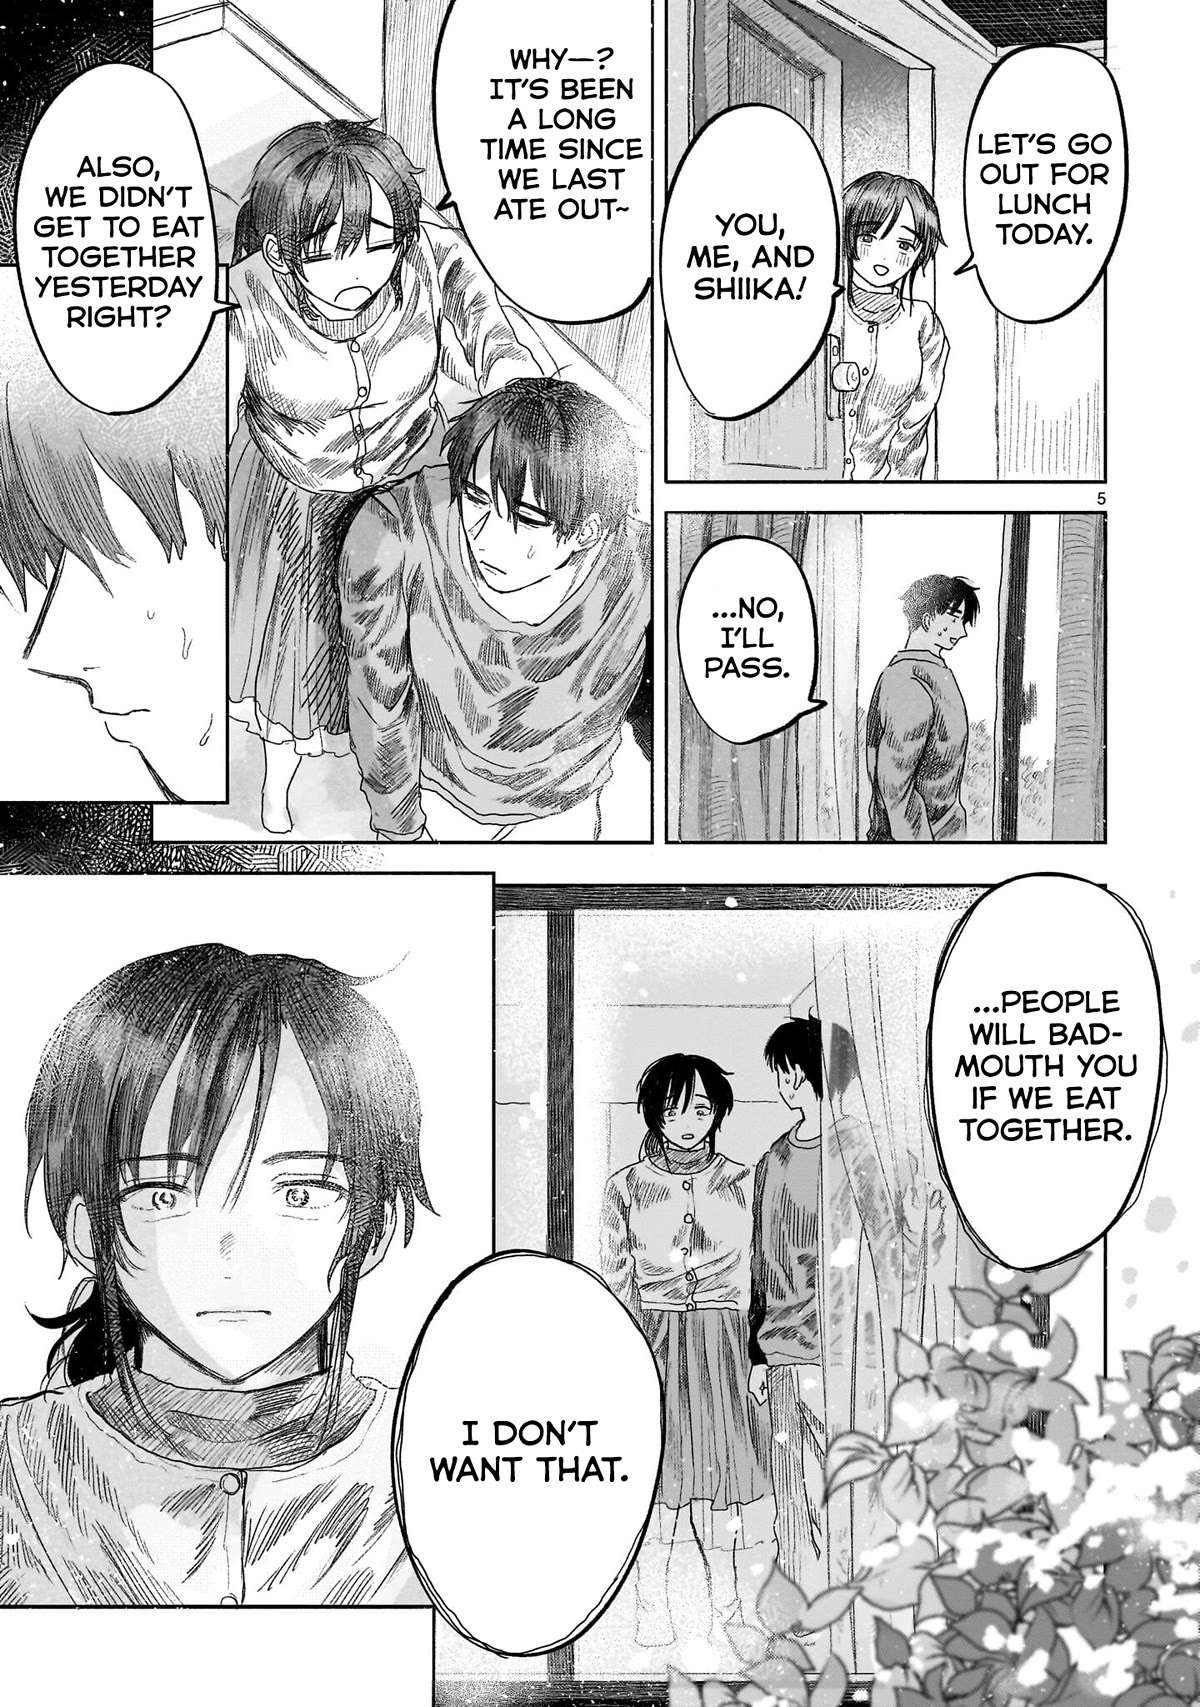 LET'S GO
OUT FOR
LUNCH
TODAY.
YOU,
ME, AND
SHIIKA!
5
...NO,
I'LL
PASS.
WHY—?
IT'S BEEN
A LONG
TIME SINCE
WE LAST
ATE OUT~
ALSO,
WE DIDN'T
GET TO EAT
TOGETHER
YESTERDAY
RIGHT?
...PEOPLE
WILL BAD-
MOUTH YOU
IF WE EAT
TOGETHER.
I DON'T
WANT THAT.